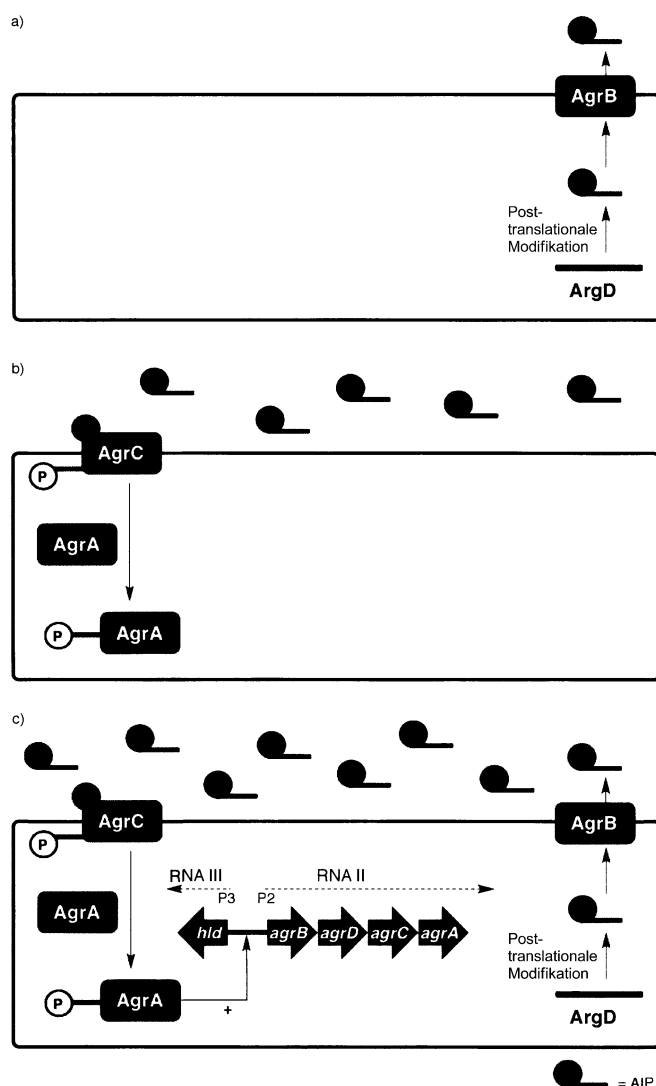 a)
AgrB
Post-
translationale
Modifikation
ArgD
b)
AgrC
P
AgrA
P
AgrA
c)
AgrC
AgrB
P
RNA III
RNA II
P3
P2
AgrA
hld
agrB
agrD
agrC
agrA
Post-
translationale
Modifikation
P
AgrA
+
ArgD
= AIP